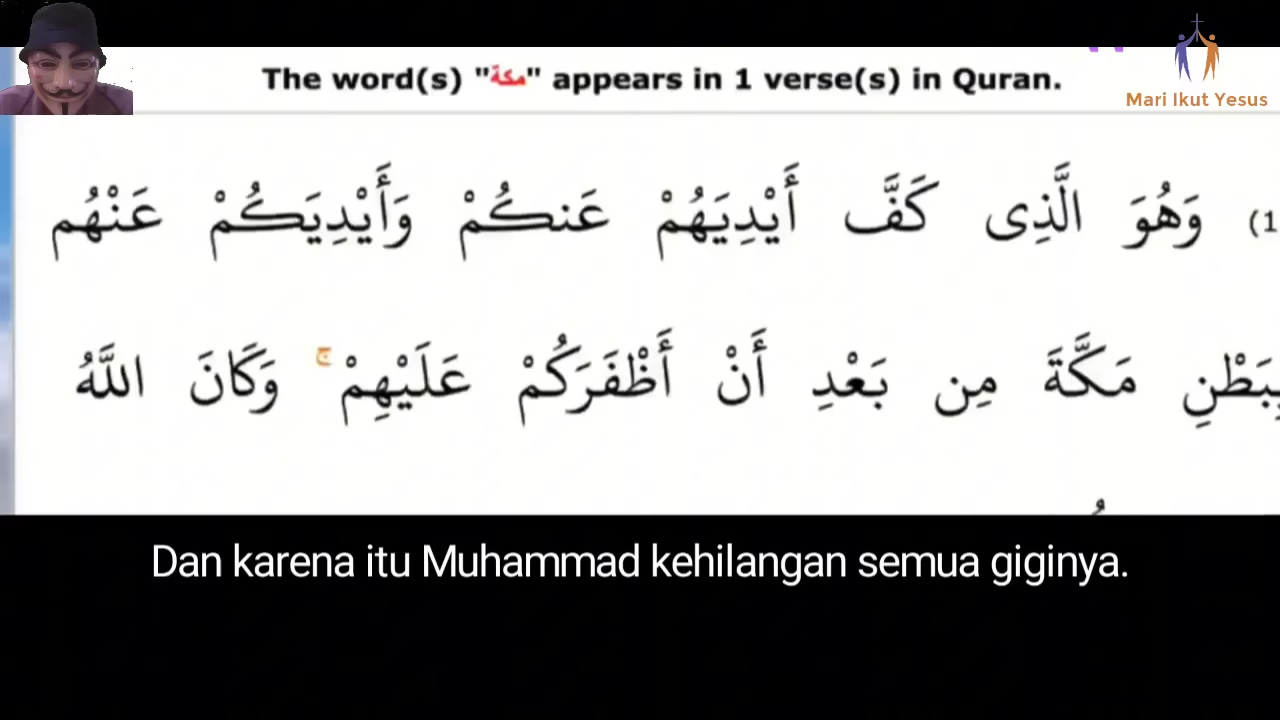 The word(s) "مكة" appears in 1 verse(s) in Quran.
Mari Ikut Yesus
(1 وَهُوَ الَّذِى كَفَّ أَيْدِيَهُمْ عَنكُمْ وَأَيْدِيَكُمْ عَنْهُم
بِبَطْنِ مَكَّةَ مِن بَعْدِ أَنْ أَظْفَرَكُمْ عَلَيْهِمْ ۚ وَكَانَ اللَّهُ
Dan karena itu Muhammad kehilangan semua giginya.